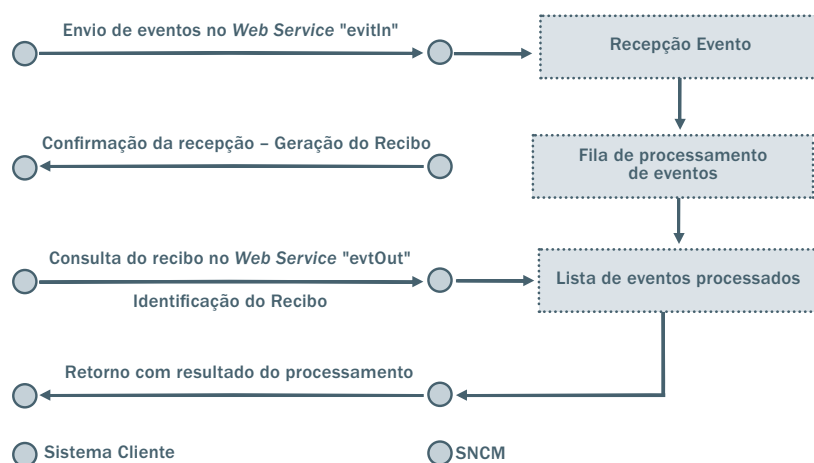 Envio de eventos no Web Service "evitIn"
Recepção Evento
Confirmação da recepção – Geração do Recibo
Fila de processamento
de eventos
Consulta do recibo no Web Service "evtOut"
Identificação do Recibo
Lista de eventos processados
Retorno com resultado do processamento
Sistema Cliente
SNCM